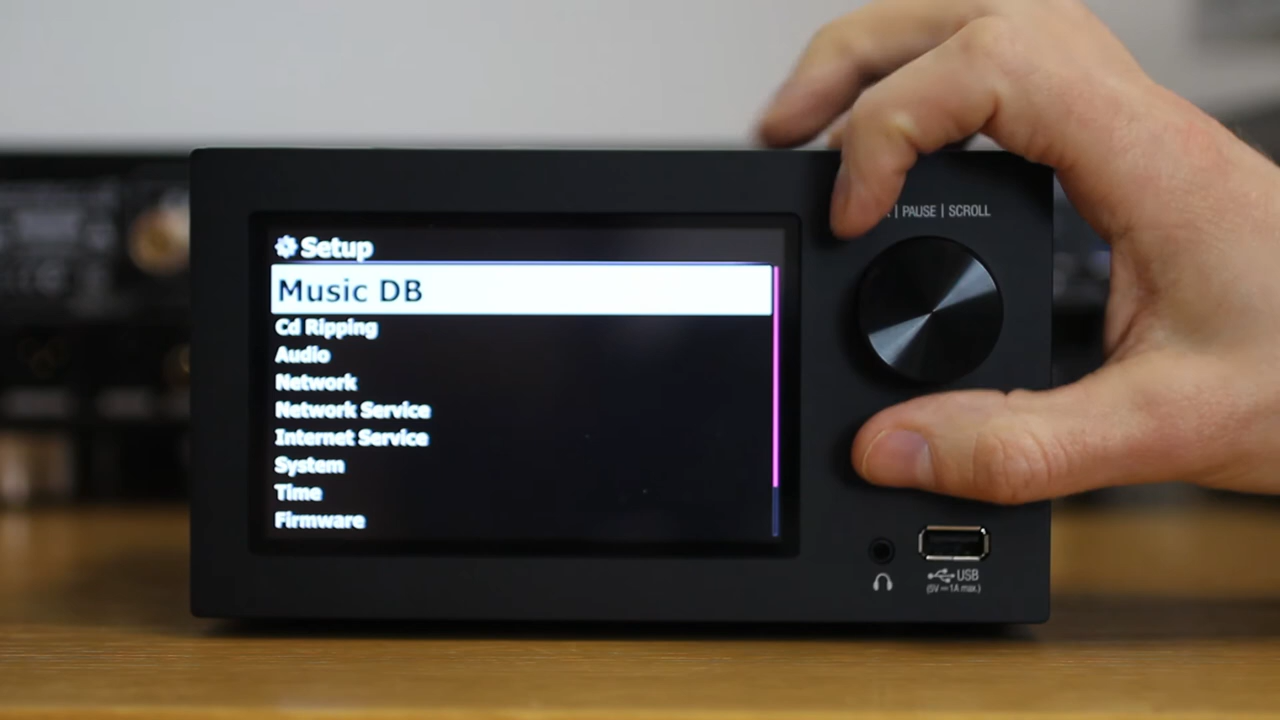 Setup
Music DB
Cd Ripping
Audio
Network
Network Service
Internet Service
System
Time
Firmware
| PAUSE | SCROLL
USB
(5V⎓1A max.)